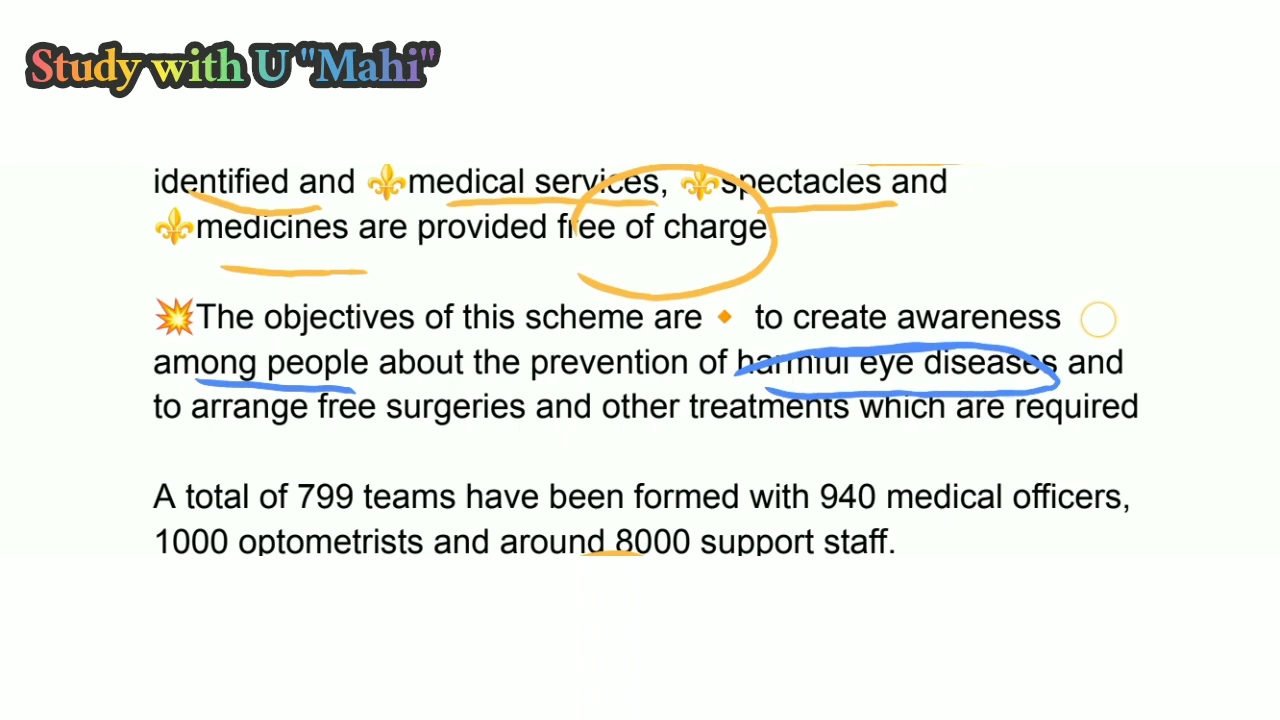 Study with U "Mahi"
identified and ⚜️medical services, ⚜️spectacles and
⚜️medicines are provided free of charge
💥The objectives of this scheme are 🔸 to create awareness
among people about the prevention of harmful eye diseases and
to arrange free surgeries and other treatments which are required
A total of 799 teams have been formed with 940 medical officers,
1000 optometrists and around 8000 support staff.